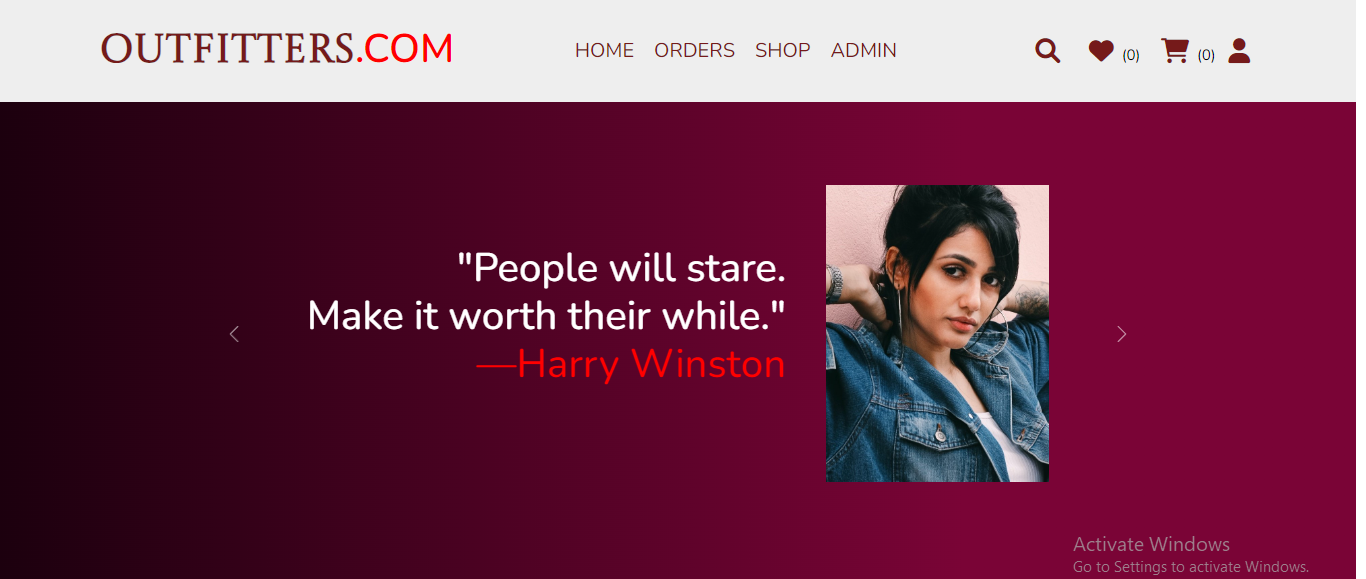 OUTFITTERS.COM
HOME ORDERS SHOP ADMIN
(0) (0)
"People will stare.
Make it worth their while."
—Harry Winston
Activate Windows
Go to Settings to activate Windows.